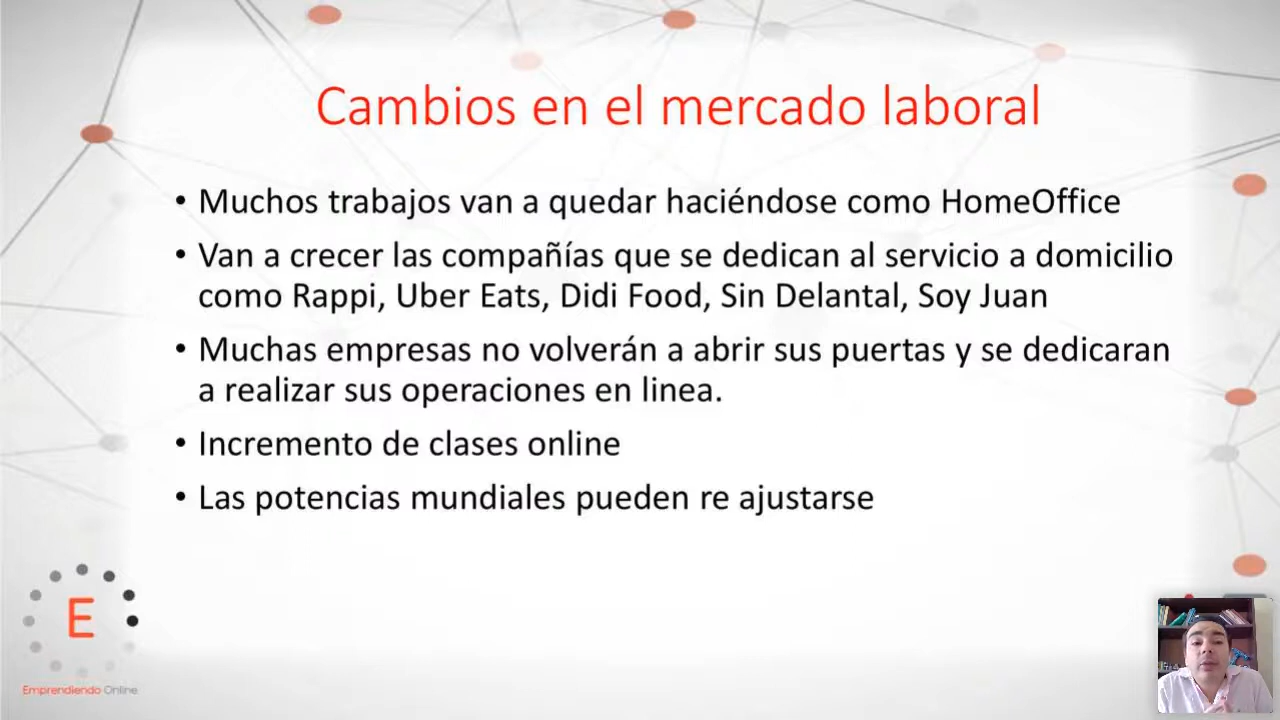 Cambios en el mercado laboral
• Muchos trabajos van a quedar haciéndose como HomeOffice
• Van a crecer las compañías que se dedican al servicio a domicilio
como Rappi, Uber Eats, Didi Food, Sin Delantal, Soy Juan
• Muchas empresas no volverán a abrir sus puertas y se dedicaran
a realizar sus operaciones en linea.
• Incremento de clases online
• Las potencias mundiales pueden re ajustarse
E
Emprendiendo Online